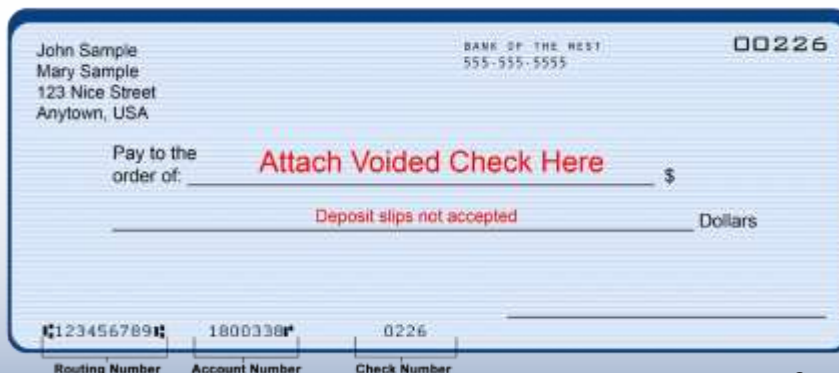 John Sample
Mary Sample
123 Nice Street
Anytown, USA
BANK OF THE WEST
555-555-5555
00226
Pay to the
order of:
Attach Voided Check Here
$
Deposit slips not accepted
Dollars
⑆123456789⑆ 1800338⑈ 0226
Routing Number Account Number Check Number